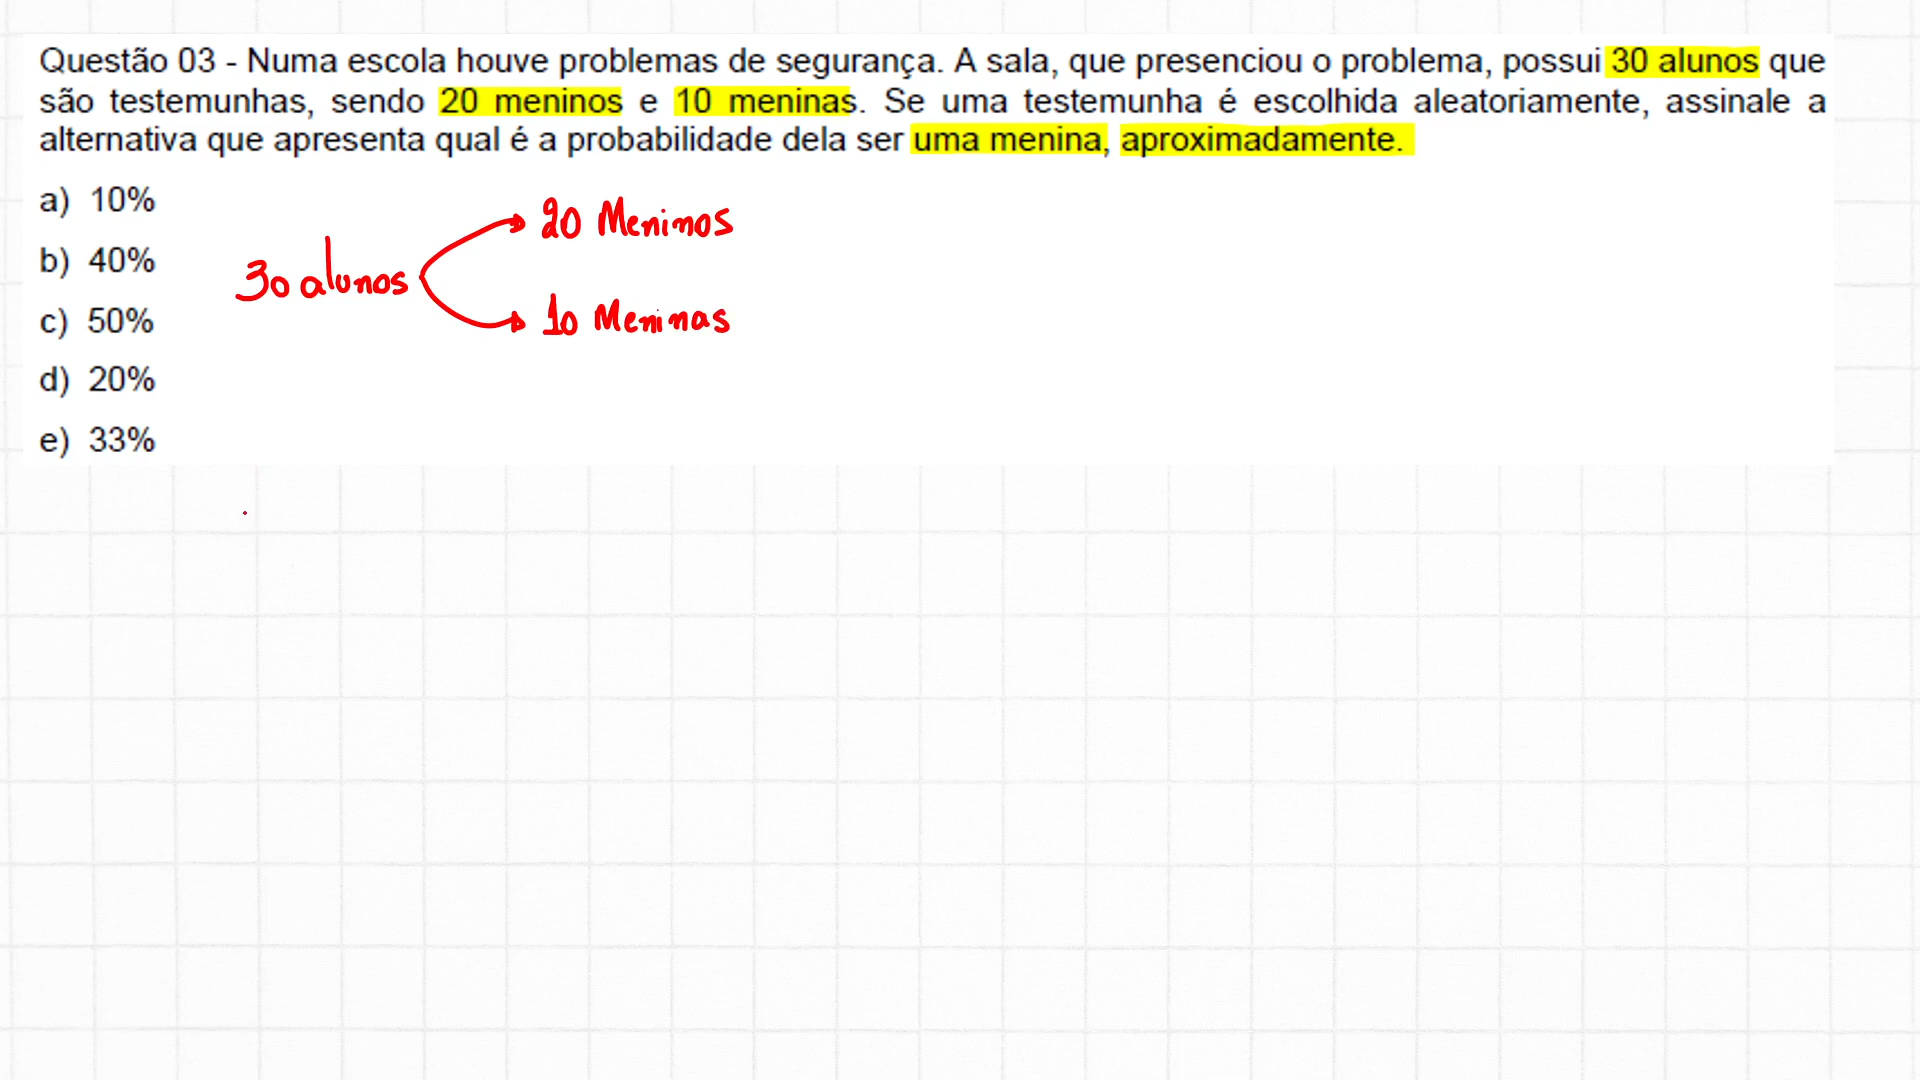 Questão 03 - Numa escola houve problemas de segurança. A sala, que presenciou o problema, possui 30 alunos que
são testemunhas, sendo 20 meninos e 10 meninas. Se uma testemunha é escolhida aleatoriamente, assinale a
alternativa que apresenta qual é a probabilidade dela ser uma menina, aproximadamente.
a) 10%
b) 40%
c) 50%
d) 20%
e) 33%
20 Meninos
30 alunos
10 Meninas